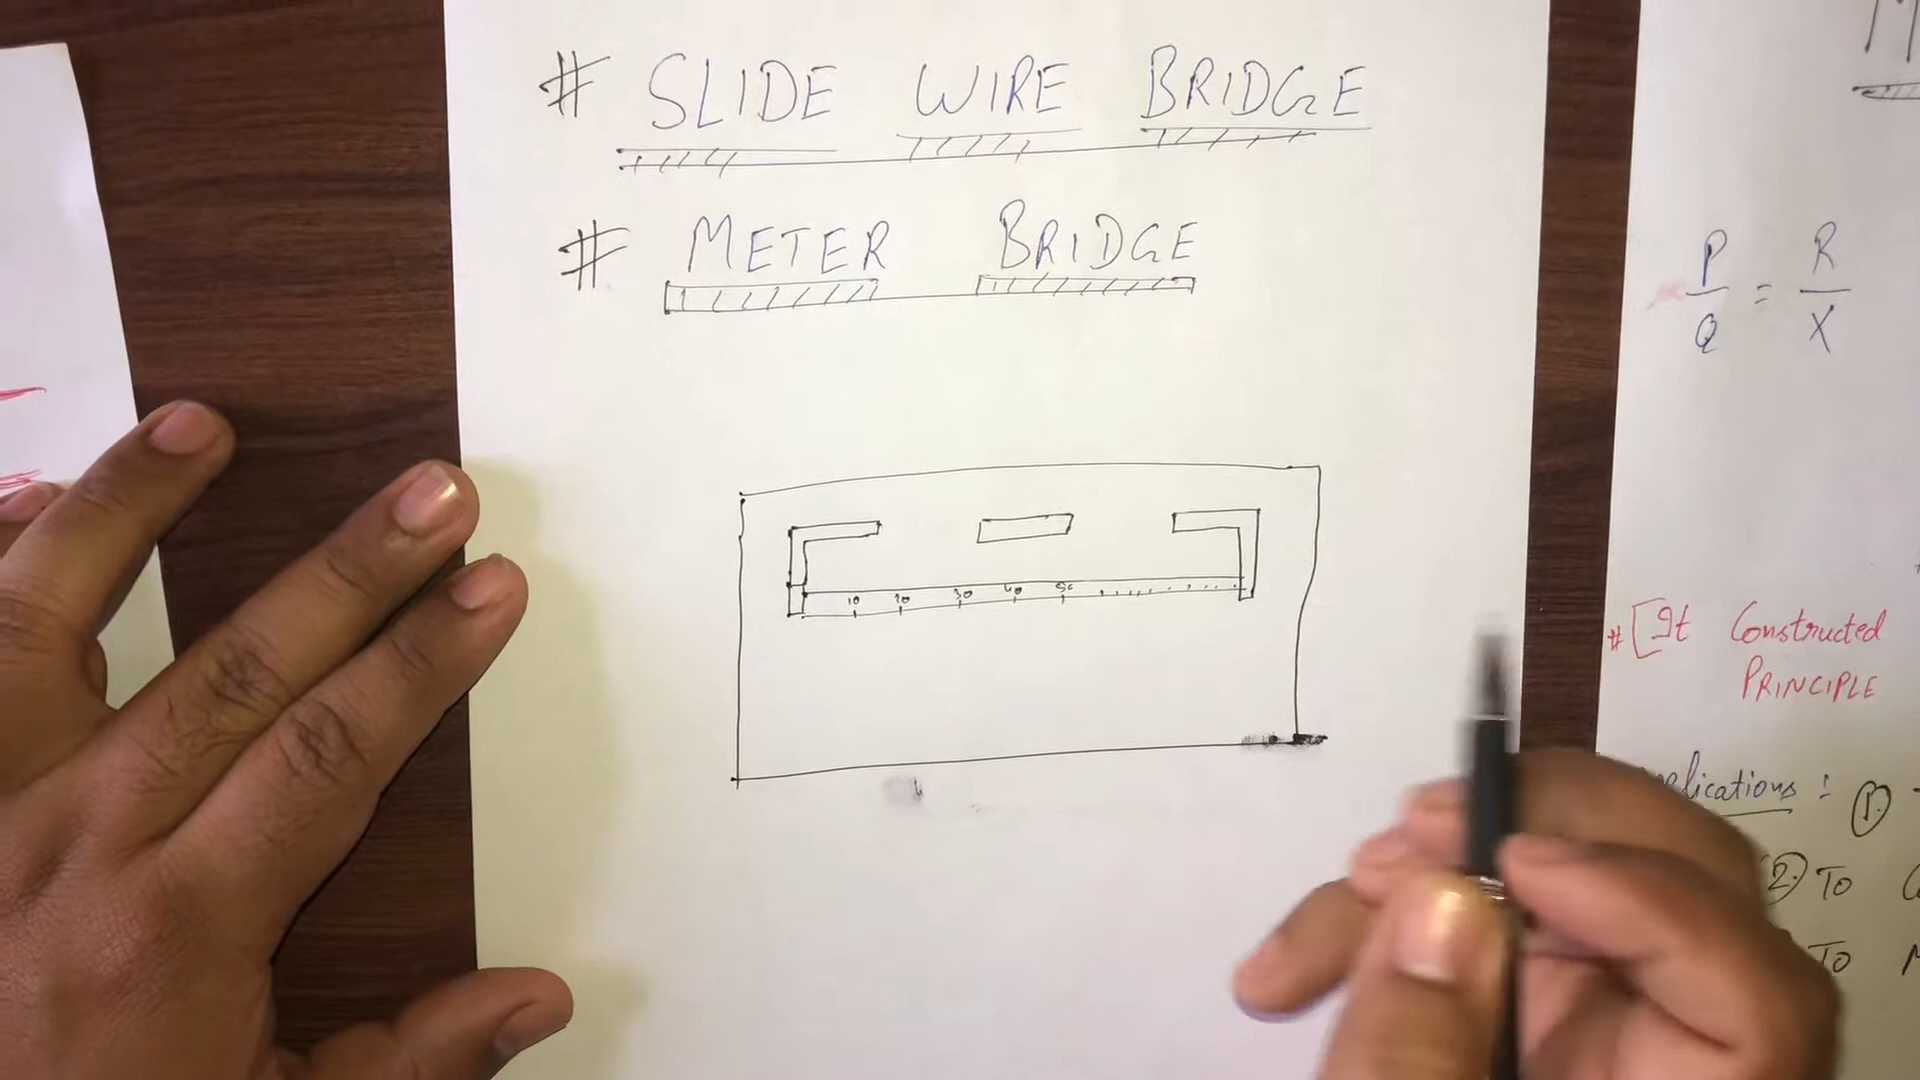 # SLIDE WIRE BRIDGE
# METER BRIDGE
10 20 30 40 50
P/Q = R/X
# [It Constructed
PRINCIPLE
plications : (1)
(2) To
To